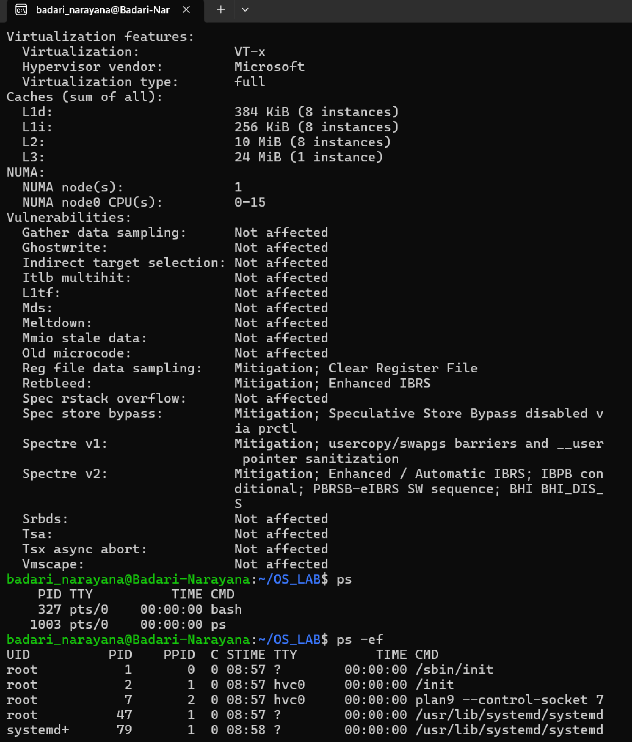 badari_narayana@Badari-Nar
Virtualization features:
Virtualization: VT-x
Hypervisor vendor: Microsoft
Virtualization type: full
Caches (sum of all):
L1d: 384 KiB (8 instances)
L1i: 256 KiB (8 instances)
L2: 10 MiB (8 instances)
L3: 24 MiB (1 instance)
NUMA:
NUMA node(s): 1
NUMA node0 CPU(s): 0-15
Vulnerabilities:
Gather data sampling: Not affected
Ghostwrite: Not affected
Indirect target selection: Not affected
Itlb multihit: Not affected
L1tf: Not affected
Mds: Not affected
Meltdown: Not affected
Mmio stale data: Not affected
Old microcode: Not affected
Reg file data sampling: Mitigation; Clear Register File
Retbleed: Mitigation; Enhanced IBRS
Spec rstack overflow: Not affected
Spec store bypass: Mitigation; Speculative Store Bypass disabled v
ia prctl
Spectre v1: Mitigation; usercopy/swapgs barriers and __user
pointer sanitization
Spectre v2: Mitigation; Enhanced / Automatic IBRS; IBPB con
ditional; PBRSB-eIBRS SW sequence; BHI BHI_DIS_
S
Srbds: Not affected
Tsa: Not affected
Tsx async abort: Not affected
Vmscape: Not affected
badari_narayana@Badari-Narayana:~/OS_LAB$ ps
PID TTY TIME CMD
327 pts/0 00:00:00 bash
1003 pts/0 00:00:00 ps
badari_narayana@Badari-Narayana:~/OS_LAB$ ps -ef
UID PID PPID C STIME TTY TIME CMD
root 1 0 0 08:57 ? 00:00:00 /sbin/init
root 2 1 0 08:57 hvc0 00:00:00 /init
root 7 2 0 08:57 hvc0 00:00:00 plan9 --control-socket 7
root 47 1 0 08:57 ? 00:00:00 /usr/lib/systemd/systemd
systemd+ 79 1 0 08:58 ? 00:00:00 /usr/lib/systemd/systemd